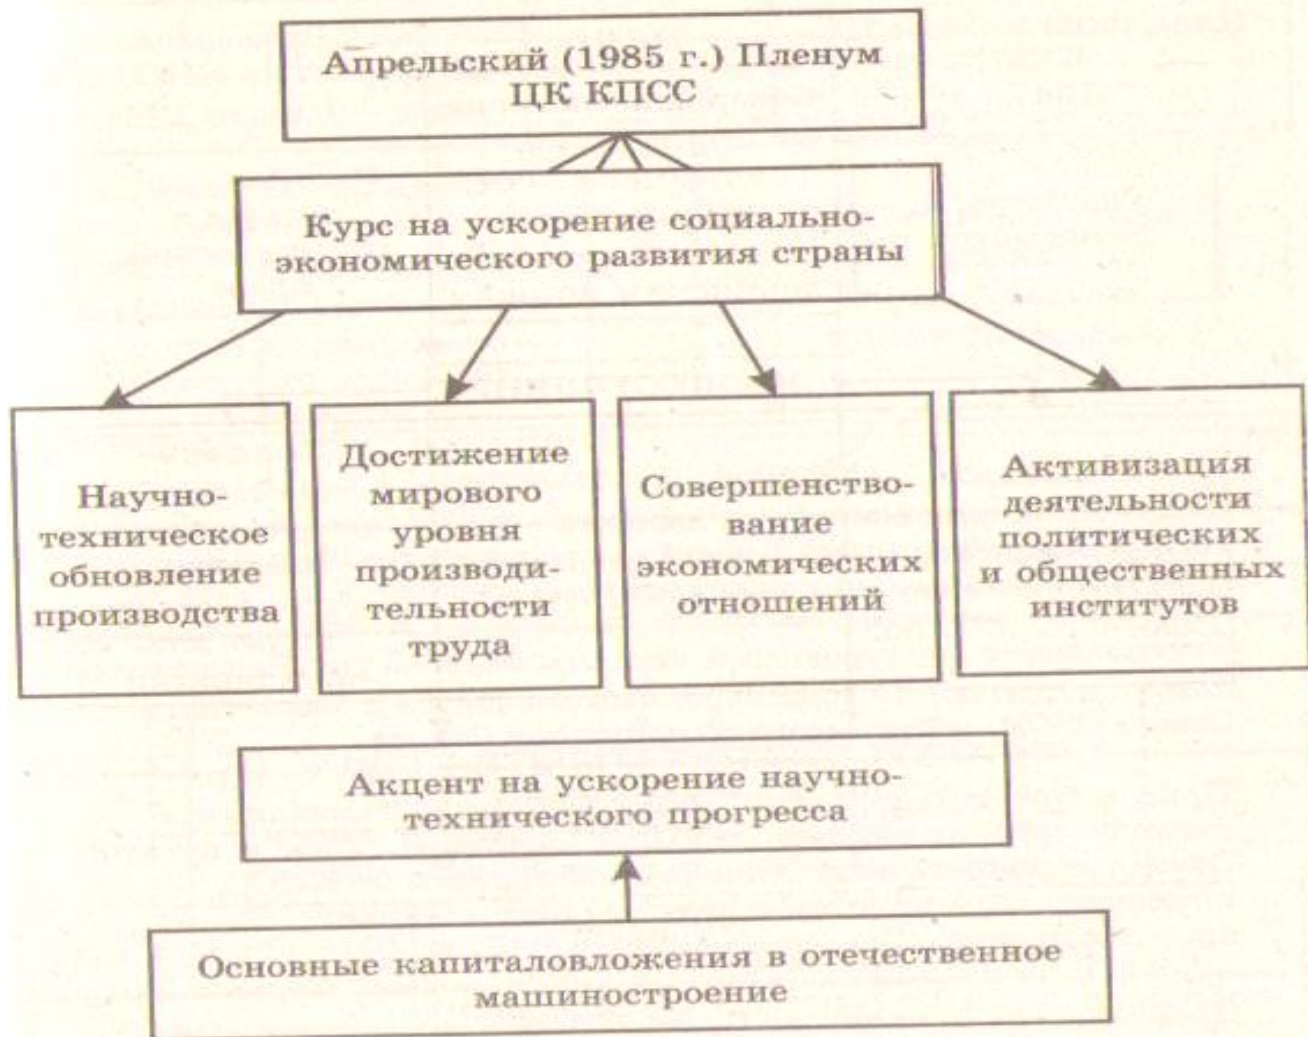 Апрельский (1985 г.) Пленум
ЦК КПСС
Курс на ускорение социально-
экономического развития страны
Научно-
техническое
обновление
производства
Достижение
мирового
уровня
производи-
тельности
труда
Совершенство-
вание
экономических
отношений
Активизация
деятельности
политических
и общественных
институтов
Акцент на ускорение научно-
технического прогресса
Основные капиталовложения в отечественное
машиностроение